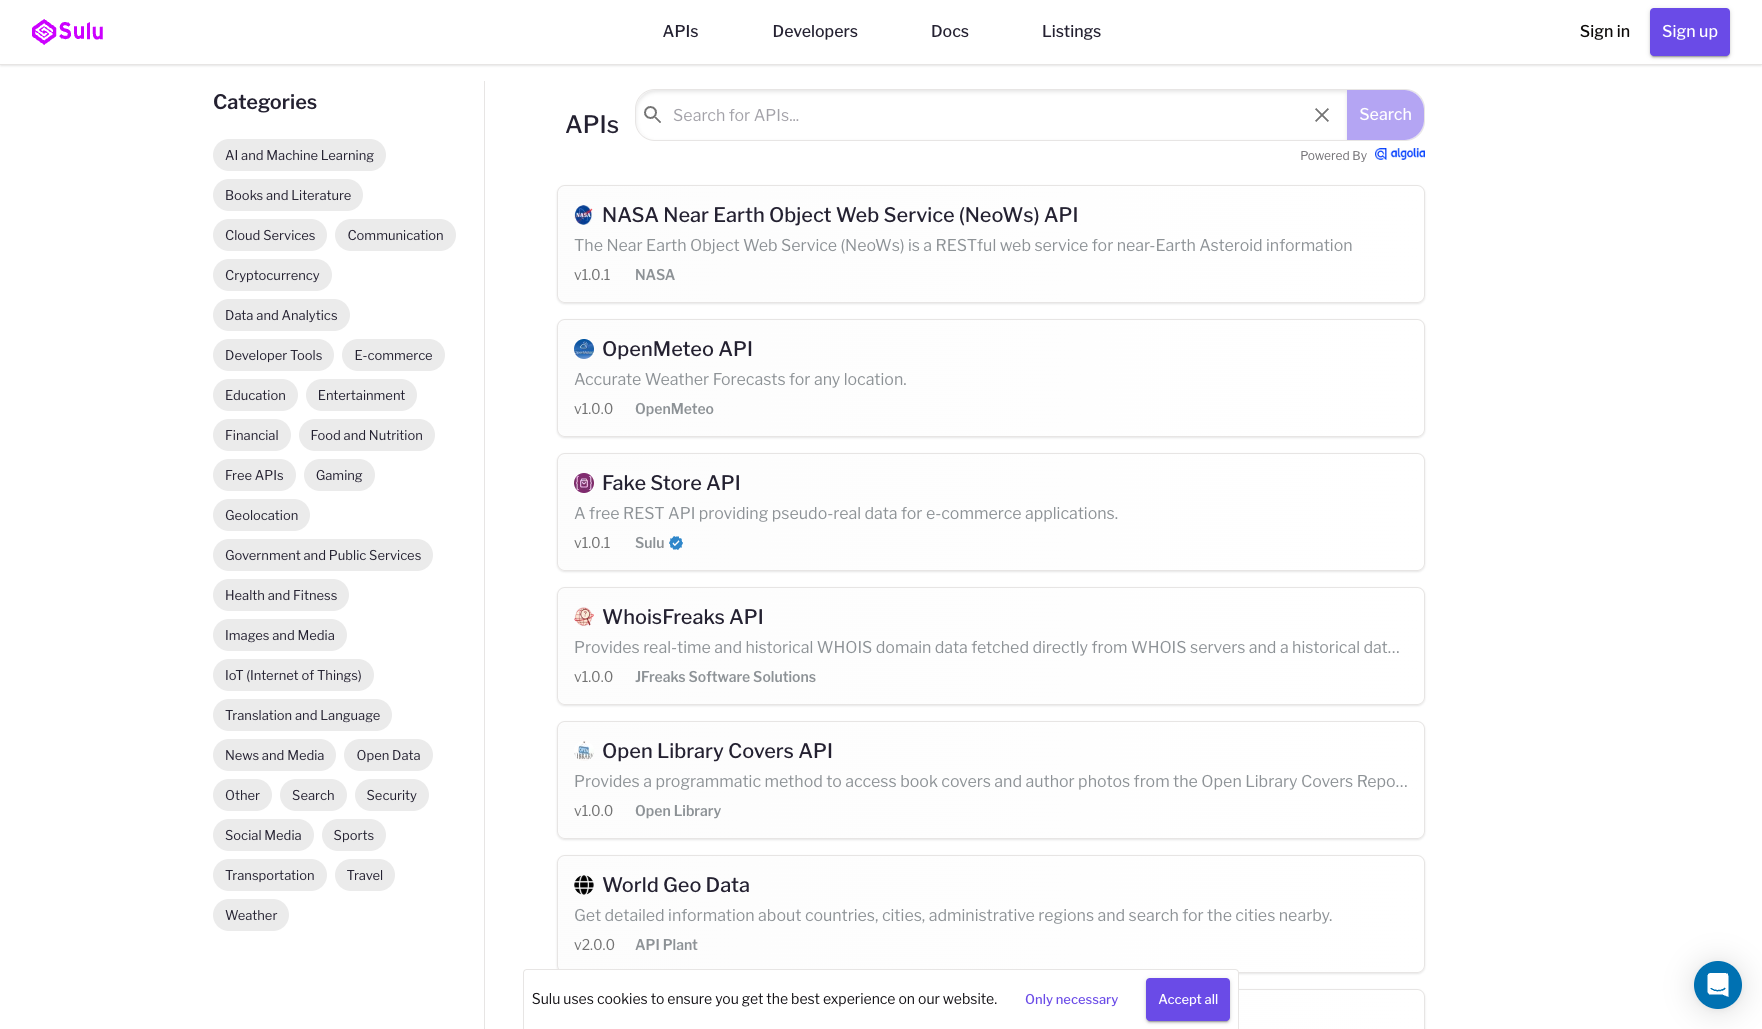 Sulu
APIs
Developers
Docs
Listings
Sign in
Sign up
Categories
AI and Machine Learning
Books and Literature
Cloud Services
Communication
Cryptocurrency
Data and Analytics
Developer Tools
E-commerce
Education
Entertainment
Financial
Food and Nutrition
Free APIs
Gaming
Geolocation
Government and Public Services
Health and Fitness
Images and Media
IoT (Internet of Things)
Translation and Language
News and Media
Open Data
Other
Search
Security
Social Media
Sports
Transportation
Travel
Weather
APIs
Search for APIs...
Search
Powered By algolia
NASA Near Earth Object Web Service (NeoWs) API
The Near Earth Object Web Service (NeoWs) is a RESTful web service for near-Earth Asteroid information
v1.0.1 NASA
OpenMeteo API
Accurate Weather Forecasts for any location.
v1.0.0 OpenMeteo
Fake Store API
A free REST API providing pseudo-real data for e-commerce applications.
v1.0.1 Sulu
WhoisFreaks API
Provides real-time and historical WHOIS domain data fetched directly from WHOIS servers and a historical dat...
v1.0.0 JFreaks Software Solutions
Open Library Covers API
Provides a programmatic method to access book covers and author photos from the Open Library Covers Repo...
v1.0.0 Open Library
World Geo Data
Get detailed information about countries, cities, administrative regions and search for the cities nearby.
v2.0.0 API Plant
Sulu uses cookies to ensure you get the best experience on our website.
Only necessary
Accept all